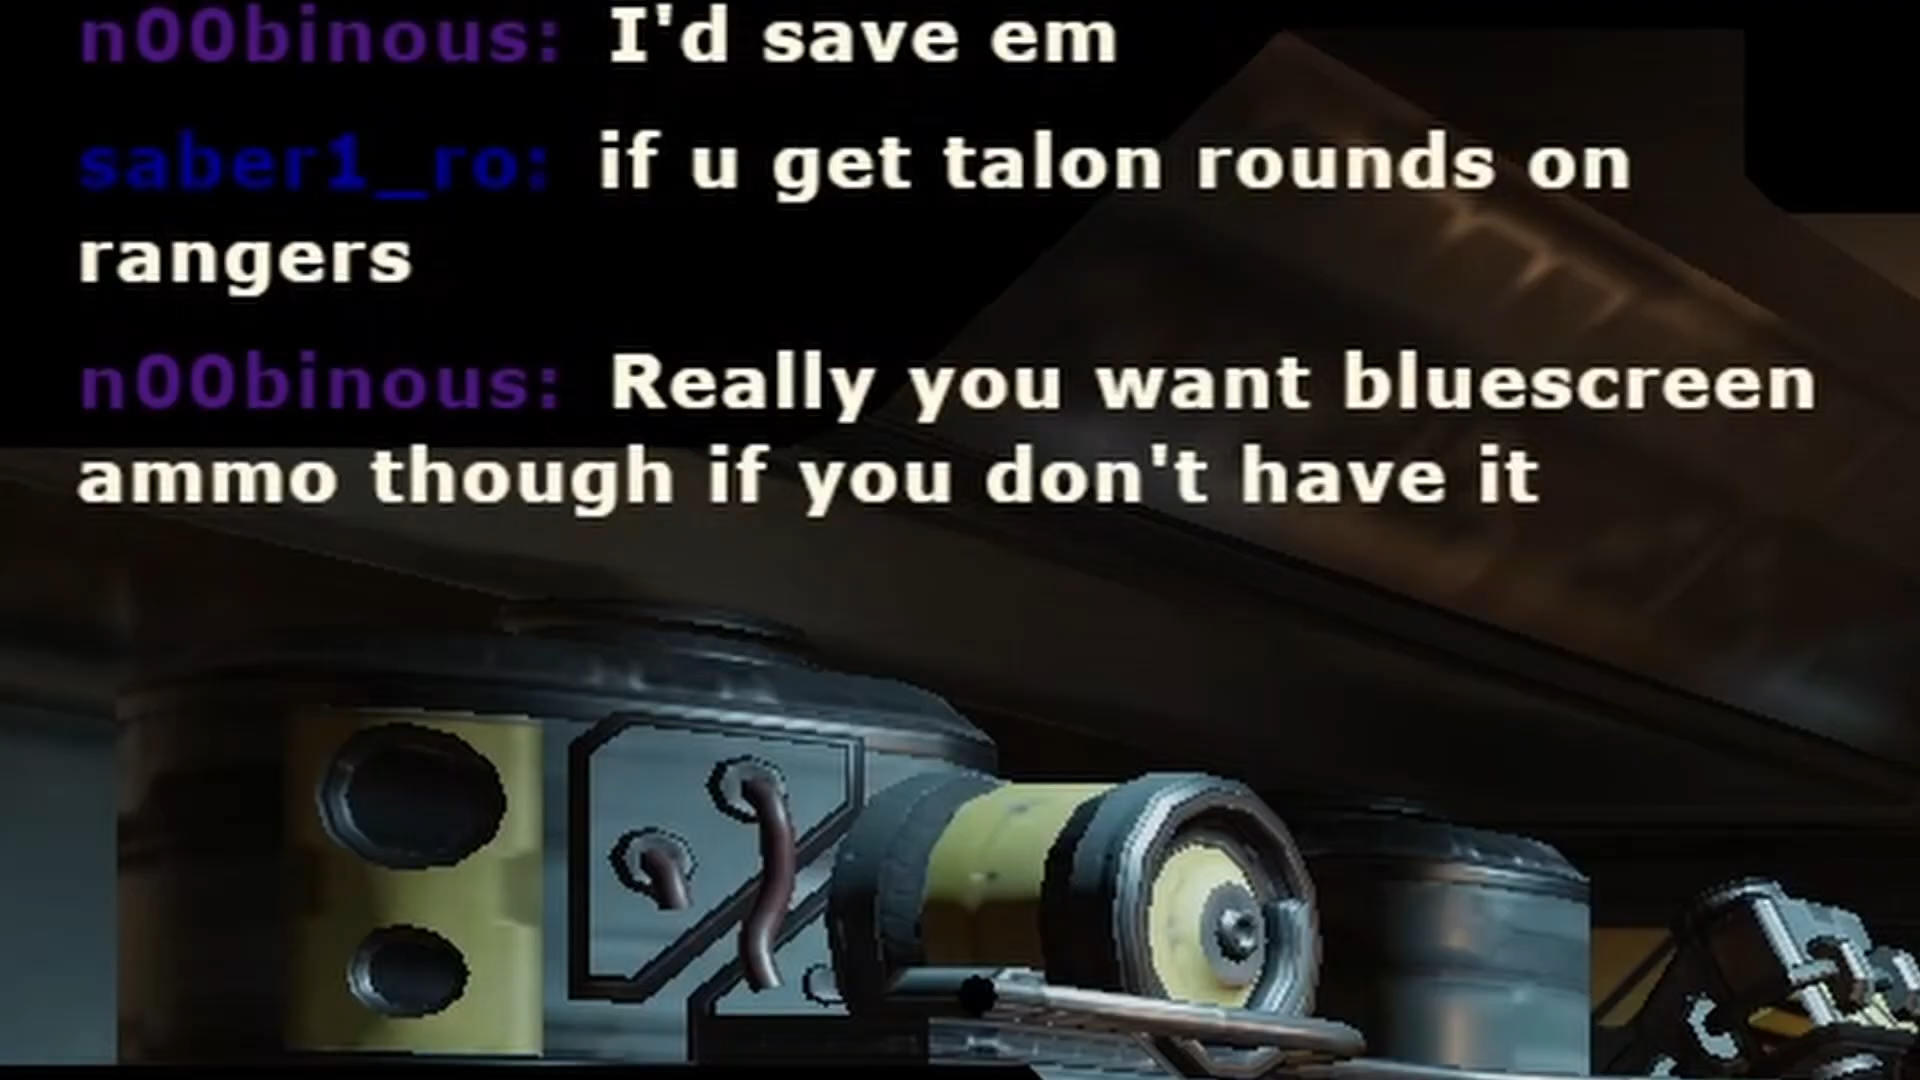 n00binous: I'd save em
saber1_ro: if u get talon rounds on
rangers
n00binous: Really you want bluescreen
ammo though if you don't have it